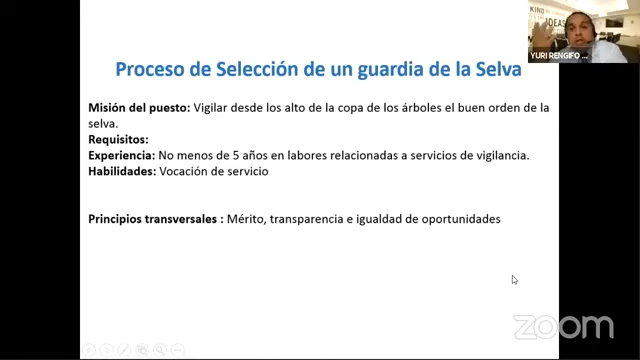 KIND
IDEAS
YURI RENGIFO ...
Proceso de Selección de un guardia de la Selva
Misión del puesto: Vigilar desde los alto de la copa de los árboles el buen orden de la
selva.
Requisitos:
Experiencia: No menos de 5 años en labores relacionadas a servicios de vigilancia.
Habilidades: Vocación de servicio
Principios transversales : Mérito, transparencia e igualdad de oportunidades
zoom